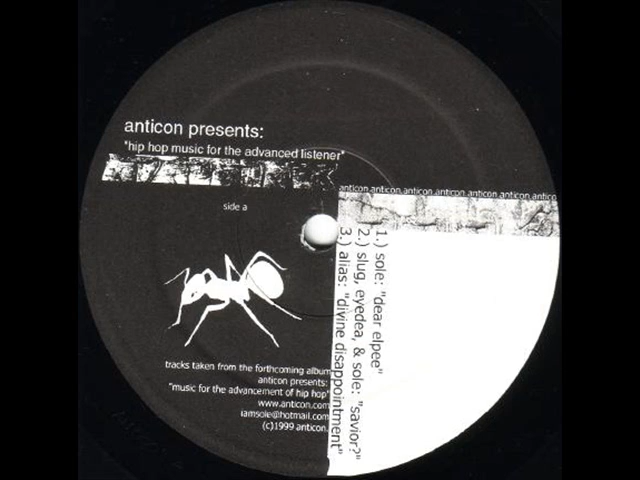 anticon presents:
"hip hop music for the advanced listener"
anticon.anticon.anticon.anticon.anticon.anticon.antico
side a
1.) sole: "dear elpee"
2.) slug, eyedea, & sole: "savior?"
3.) alias: "divine disappointment"
tracks taken from the forthcoming album
anticon presents:
"music for the advancement of hip hop"
www.anticon.com
iamsole@hotmail.com
(c)1999 anticon.